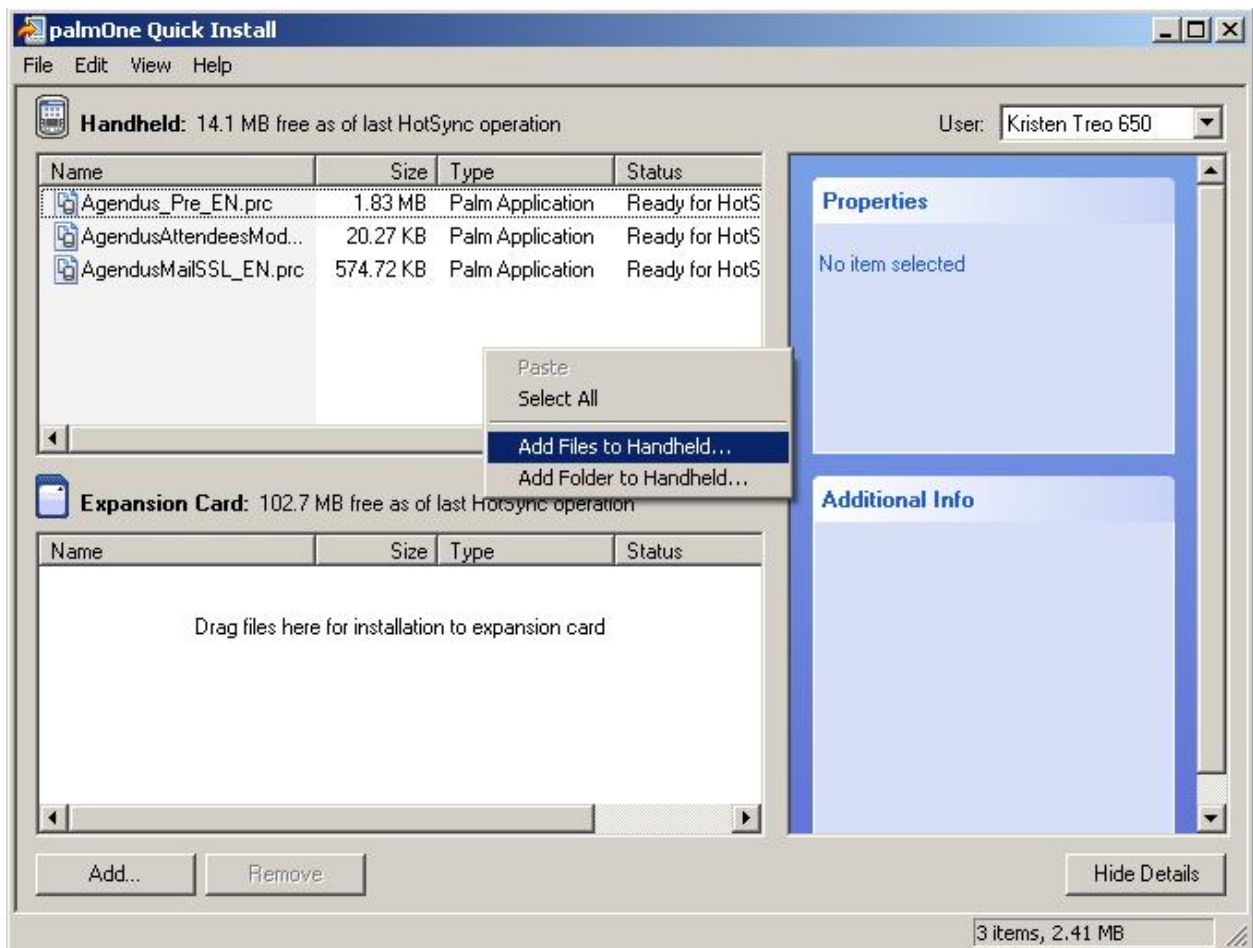 palmOne Quick Install
File Edit View Help
Handheld: 14.1 MB free as of last HotSync operation
User: Kristen Treo 650
Name Size Type Status
Agendus_Pre_EN.prc 1.83 MB Palm Application Ready for HotS
AgendusAttendeesMod... 20.27 KB Palm Application Ready for HotS
AgendusMailSSL_EN.prc 574.72 KB Palm Application Ready for HotS
Properties
No item selected
Paste
Select All
Add Files to Handheld...
Add Folder to Handheld...
Expansion Card: 102.7 MB free as of last HotSync operation
Name Size Type Status
Drag files here for installation to expansion card
Additional Info
Add... Remove
Hide Details
3 items, 2.41 MB